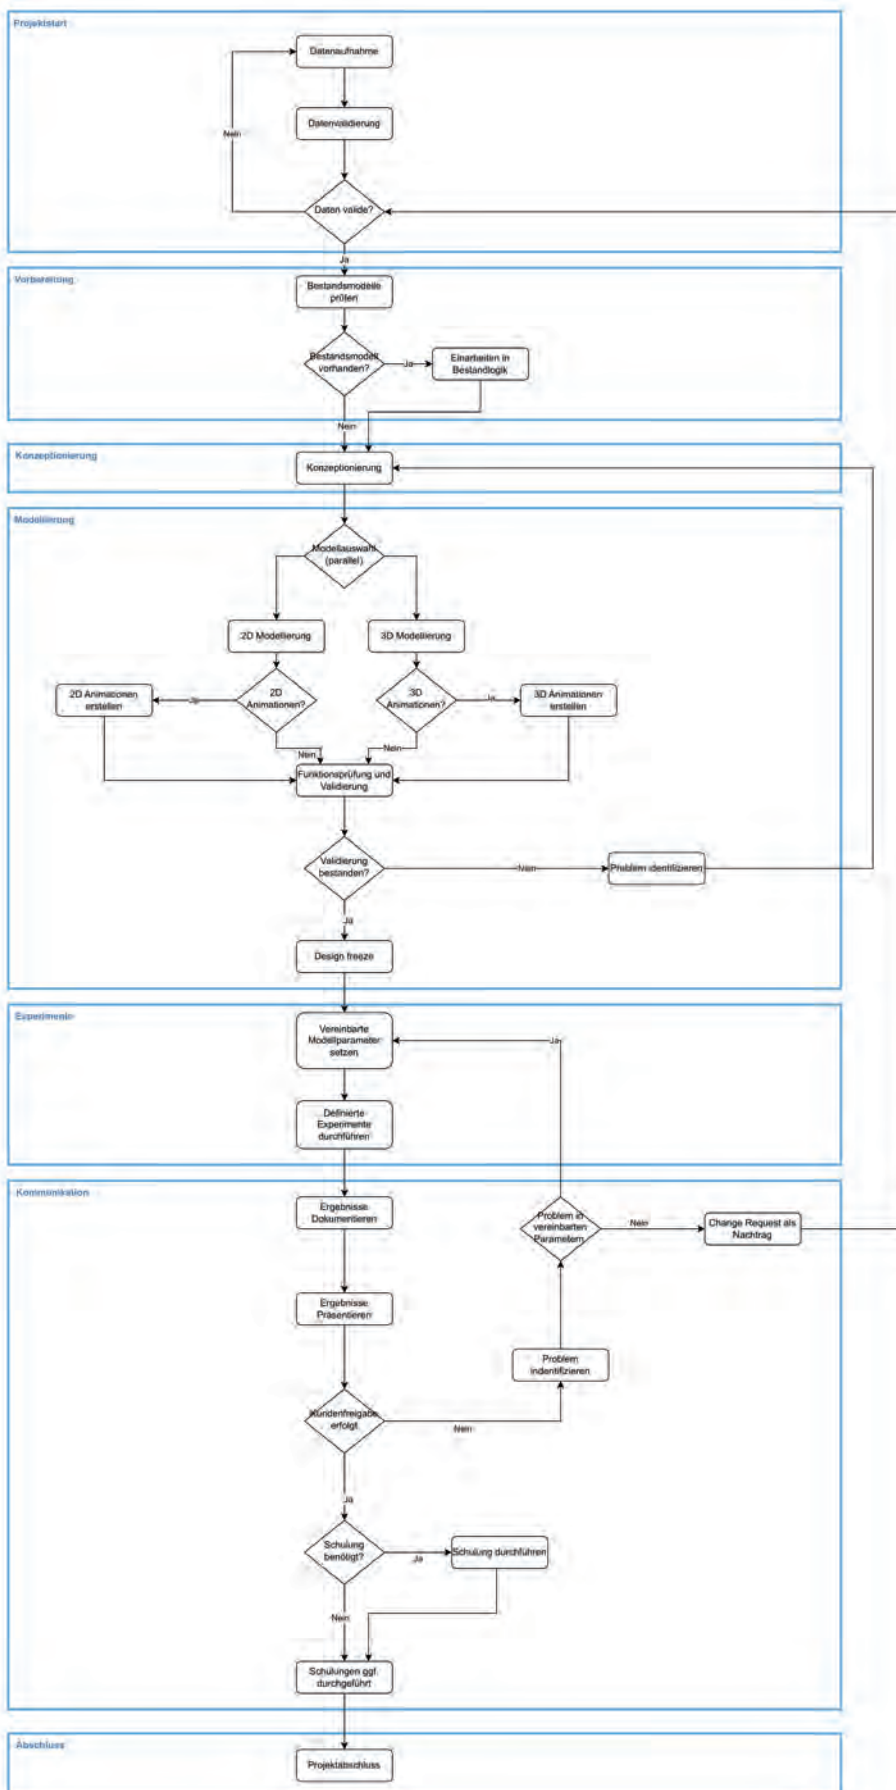 Projektstart
Datenaufnahme
Nein
Datenvalidierung
Daten valide?
Ja
Vorbereitung
Bestandsmodelle
prüfen
Bestandsmodell
vorhanden?
Ja
Einarbeiten in
Bestandlogik
Nein
Konzeptionierung
Konzeptionierung
Modellierung
Modellauswahl
(parallel)
2D Modellierung
3D Modellierung
2D Animationen
erstellen
Ja
2D
Animationen?
3D
Animationen?
Ja
3D Animationen
erstellen
Nein
Nein
Funktionsprüfung und
Validierung
Validierung
bestanden?
Nein
Problem identifizieren
Ja
Design freeze
Experimente
Vereinbarte
Modellparameter
setzen
Ja
Definierte
Experimente
durchführen
Kommunikation
Ergebnisse
Dokumentieren
Problem in
vereinbarten
Parametern
Nein
Change Request als
Nachtrag
Ergebnisse
Präsentieren
Problem
indentifizieren
Kundenfreigabe
erfolgt
Nein
Ja
Schulung
benötigt?
Ja
Schulung durchführen
Nein
Schulungen ggf.
durchgeführt
Abschluss
Projektabschluss